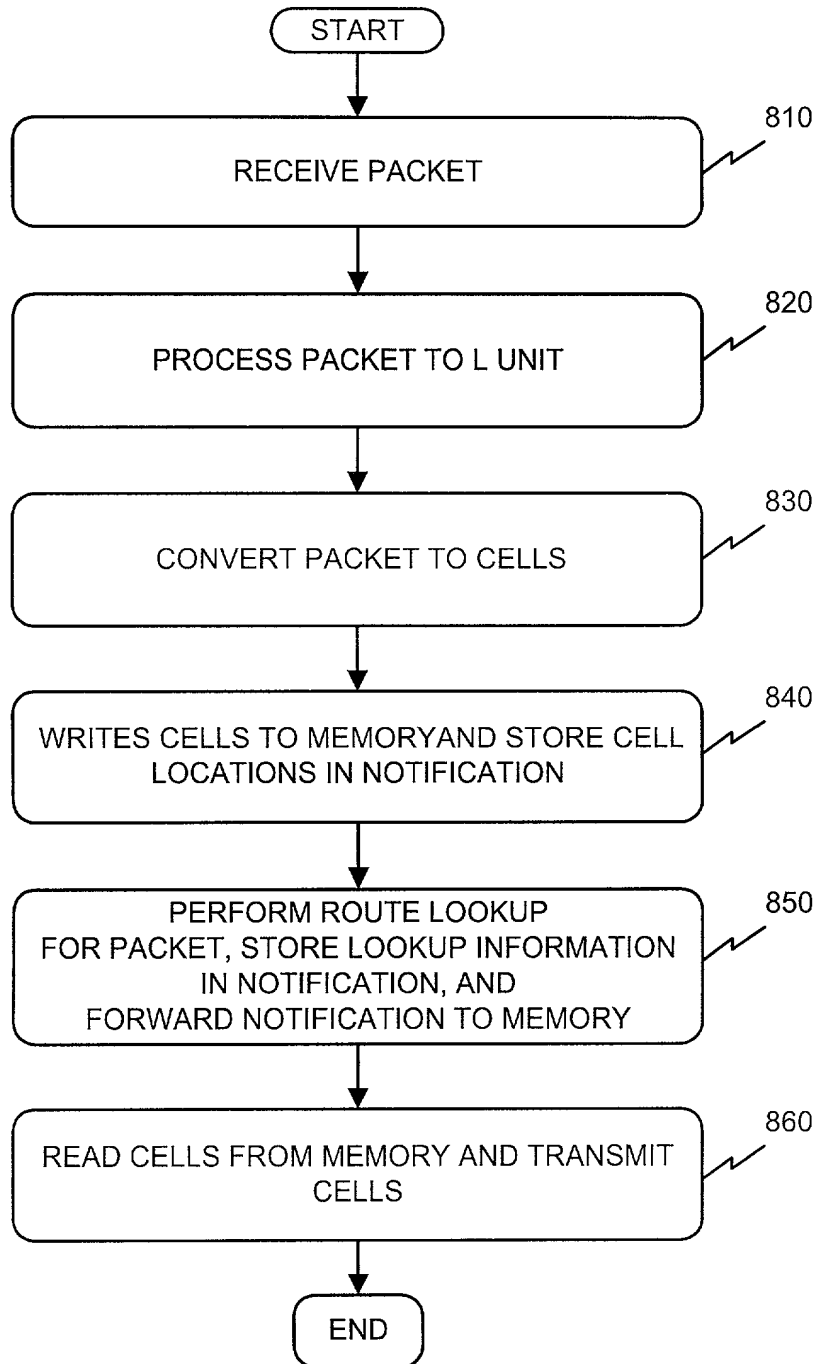 START
810
RECEIVE PACKET
820
PROCESS PACKET TO L UNIT
830
CONVERT PACKET TO CELLS
840
WRITES CELLS TO MEMORYAND STORE CELL
LOCATIONS IN NOTIFICATION
850
PERFORM ROUTE LOOKUP
FOR PACKET, STORE LOOKUP INFORMATION
IN NOTIFICATION, AND
FORWARD NOTIFICATION TO MEMORY
860
READ CELLS FROM MEMORY AND TRANSMIT
CELLS
END